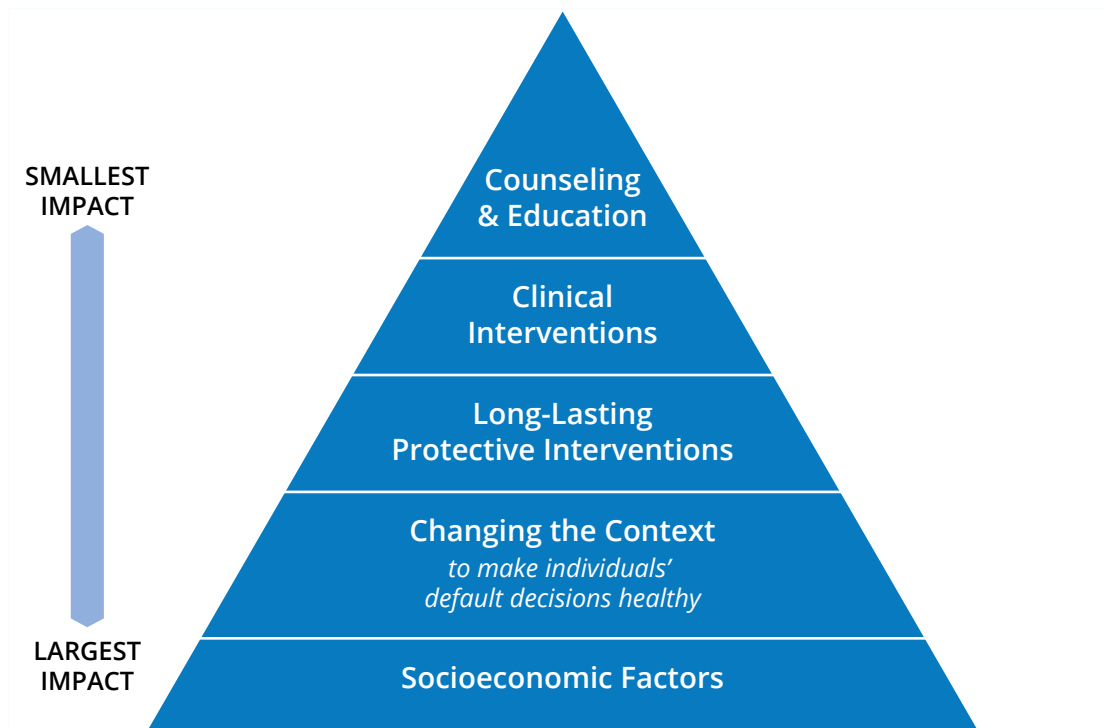 SMALLEST
IMPACT
Counseling
& Education
Clinical
Interventions
Long-Lasting
Protective Interventions
Changing the Context
to make individuals’
default decisions healthy
LARGEST
IMPACT
Socioeconomic Factors